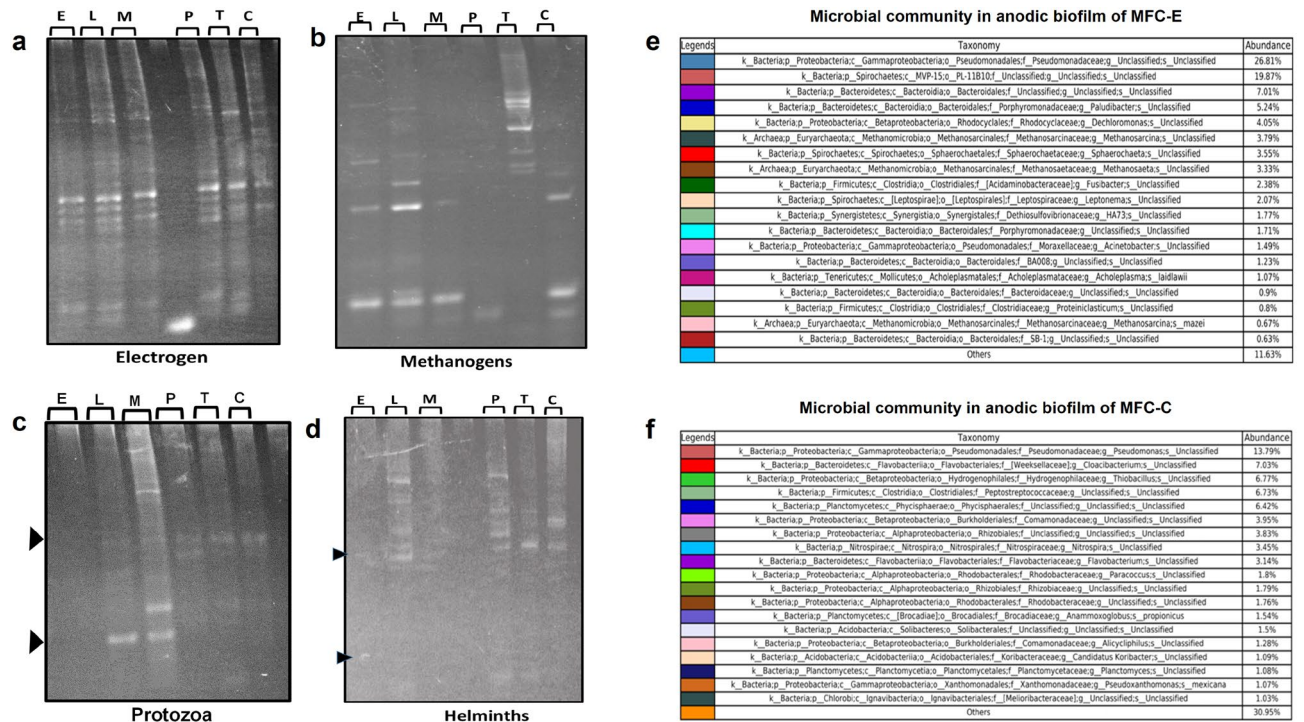 E L M P T C
a
Electrogen
E L M P T C
b
Methanogens
E L M P T C
c
Protozoa
E L M P T C
d
Helminths
Microbial community in anodic biofilm of MFC-E
e
Legends Taxonomy Abundance
k__Bacteria;p__Proteobacteria;c__Gammaproteobacteria;o__Pseudomonadales;f__Pseudomonadaceae;g__Unclassified;s__Unclassified 26.81%
k__Bacteria;p__Spirochaetes;c__MVP-15;o__PL-11B10;f__Unclassified;g__Unclassified;s__Unclassified 19.87%
k__Bacteria;p__Bacteroidetes;c__Bacteroidia;o__Bacteroidales;f__Unclassified;g__Unclassified;s__Unclassified 7.01%
k__Bacteria;p__Bacteroidetes;c__Bacteroidia;o__Bacteroidales;f__Porphyromonadaceae;g__Paludibacter;s__Unclassified 5.24%
k__Bacteria;p__Proteobacteria;c__Betaproteobacteria;o__Rhodocyclales;f__Rhodocyclaceae;g__Dechloromonas;s__Unclassified 4.05%
k__Archaea;p__Euryarchaeota;c__Methanomicrobia;o__Methanosarcinales;f__Methanosarcinaceae;g__Methanosarcina;s__Unclassified 3.79%
k__Bacteria;p__Spirochaetes;c__Spirochaetes;o__Sphaerochaetales;f__Sphaerochaetaceae;g__Sphaerochaeta;s__Unclassified 3.55%
k__Archaea;p__Euryarchaeota;c__Methanomicrobia;o__Methanosarcinales;f__Methanosaetaceae;g__Methanosaeta;s__Unclassified 3.33%
k__Bacteria;p__Firmicutes;c__Clostridia;o__Clostridiales;f__[Acidaminobacteraceae];g__Fusibacter;s__Unclassified 2.38%
k__Bacteria;p__Spirochaetes;c__[Leptospirae];o__[Leptospirales];f__Leptospiraceae;g__Leptonema;s__Unclassified 2.07%
k__Bacteria;p__Synergistetes;c__Synergistia;o__Synergistales;f__Dethiosulfovibrionaceae;g__HA73;s__Unclassified 1.77%
k__Bacteria;p__Bacteroidetes;c__Bacteroidia;o__Bacteroidales;f__Porphyromonadaceae;g__Unclassified;s__Unclassified 1.71%
k__Bacteria;p__Proteobacteria;c__Gammaproteobacteria;o__Pseudomonadales;f__Moraxellaceae;g__Acinetobacter;s__Unclassified 1.49%
k__Bacteria;p__Bacteroidetes;c__Bacteroidia;o__Bacteroidales;f__BA008;g__Unclassified;s__Unclassified 1.23%
k__Bacteria;p__Tenericutes;c__Mollicutes;o__Acholeplasmatales;f__Acholeplasmataceae;g__Acholeplasma;s__laidlawii 1.07%
k__Bacteria;p__Bacteroidetes;c__Bacteroidia;o__Bacteroidales;f__Bacteroidaceae;g__Unclassified;s__Unclassified 0.9%
k__Bacteria;p__Firmicutes;c__Clostridia;o__Clostridiales;f__Clostridiaceae;g__Proteiniclasticum;s__Unclassified 0.8%
k__Archaea;p__Euryarchaeota;c__Methanomicrobia;o__Methanosarcinales;f__Methanosarcinaceae;g__Methanosarcina;s__mazei 0.67%
k__Bacteria;p__Bacteroidetes;c__Bacteroidia;o__Bacteroidales;f__SB-1;g__Unclassified;s__Unclassified 0.63%
Others 11.63%
Microbial community in anodic biofilm of MFC-C
f
Legends Taxonomy Abundance
k__Bacteria;p__Proteobacteria;c__Gammaproteobacteria;o__Pseudomonadales;f__Pseudomonadaceae;g__Pseudomonas;s__Unclassified 13.79%
k__Bacteria;p__Bacteroidetes;c__Flavobacteriia;o__Flavobacteriales;f__[Weeksellaceae];g__Cloacibacterium;s__Unclassified 7.03%
k__Bacteria;p__Proteobacteria;c__Betaproteobacteria;o__Hydrogenophilales;f__Hydrogenophilaceae;g__Thiobacillus;s__Unclassified 6.77%
k__Bacteria;p__Firmicutes;c__Clostridia;o__Clostridiales;f__Peptostreptococcaceae;g__Unclassified;s__Unclassified 6.73%
k__Bacteria;p__Planctomycetes;c__Phycisphaerae;o__Phycisphaerales;f__Unclassified;g__Unclassified;s__Unclassified 6.42%
k__Bacteria;p__Proteobacteria;c__Betaproteobacteria;o__Burkholderiales;f__Comamonadaceae;g__Unclassified;s__Unclassified 3.95%
k__Bacteria;p__Proteobacteria;c__Alphaproteobacteria;o__Rhizobiales;f__Unclassified;g__Unclassified;s__Unclassified 3.83%
k__Bacteria;p__Nitrospirae;c__Nitrospira;o__Nitrospirales;f__Nitrospiraceae;g__Nitrospira;s__Unclassified 3.45%
k__Bacteria;p__Bacteroidetes;c__Flavobacteriia;o__Flavobacteriales;f__Flavobacteriaceae;g__Flavobacterium;s__Unclassified 3.14%
k__Bacteria;p__Proteobacteria;c__Alphaproteobacteria;o__Rhodobacterales;f__Rhodobacteraceae;g__Paracoccus;s__Unclassified 1.8%
k__Bacteria;p__Proteobacteria;c__Alphaproteobacteria;o__Rhizobiales;f__Rhizobiaceae;g__Unclassified;s__Unclassified 1.79%
k__Bacteria;p__Proteobacteria;c__Alphaproteobacteria;o__Rhodobacterales;f__Rhodobacteraceae;g__Unclassified;s__Unclassified 1.76%
k__Bacteria;p__Planctomycetes;c__[Brocadiae];o__Brocadiales;f__Brocadiaceae;g__Anammoxoglobus;s__propionicus 1.54%
k__Bacteria;p__Acidobacteria;c__Solibacteres;o__Solibacterales;f__Unclassified;g__Unclassified;s__Unclassified 1.5%
k__Bacteria;p__Proteobacteria;c__Betaproteobacteria;o__Burkholderiales;f__Comamonadaceae;g__Alicycliphilus;s__Unclassified 1.28%
k__Bacteria;p__Acidobacteria;c__Acidobacteriia;o__Acidobacteriales;f__Koribacteraceae;g__Candidatus Koribacter;s__Unclassified 1.09%
k__Bacteria;p__Planctomycetes;c__Planctomycetia;o__Planctomycetales;f__Planctomycetaceae;g__Planctomyces;s__Unclassified 1.08%
k__Bacteria;p__Proteobacteria;c__Gammaproteobacteria;o__Xanthomonadales;f__Xanthomonadaceae;g__Pseudoxanthomonas;s__mexicana 1.07%
k__Bacteria;p__Chlorobi;c__Ignavibacteria;o__Ignavibacteriales;f__[Melioribacteraceae];g__Unclassified;s__Unclassified 1.03%
Others 30.95%